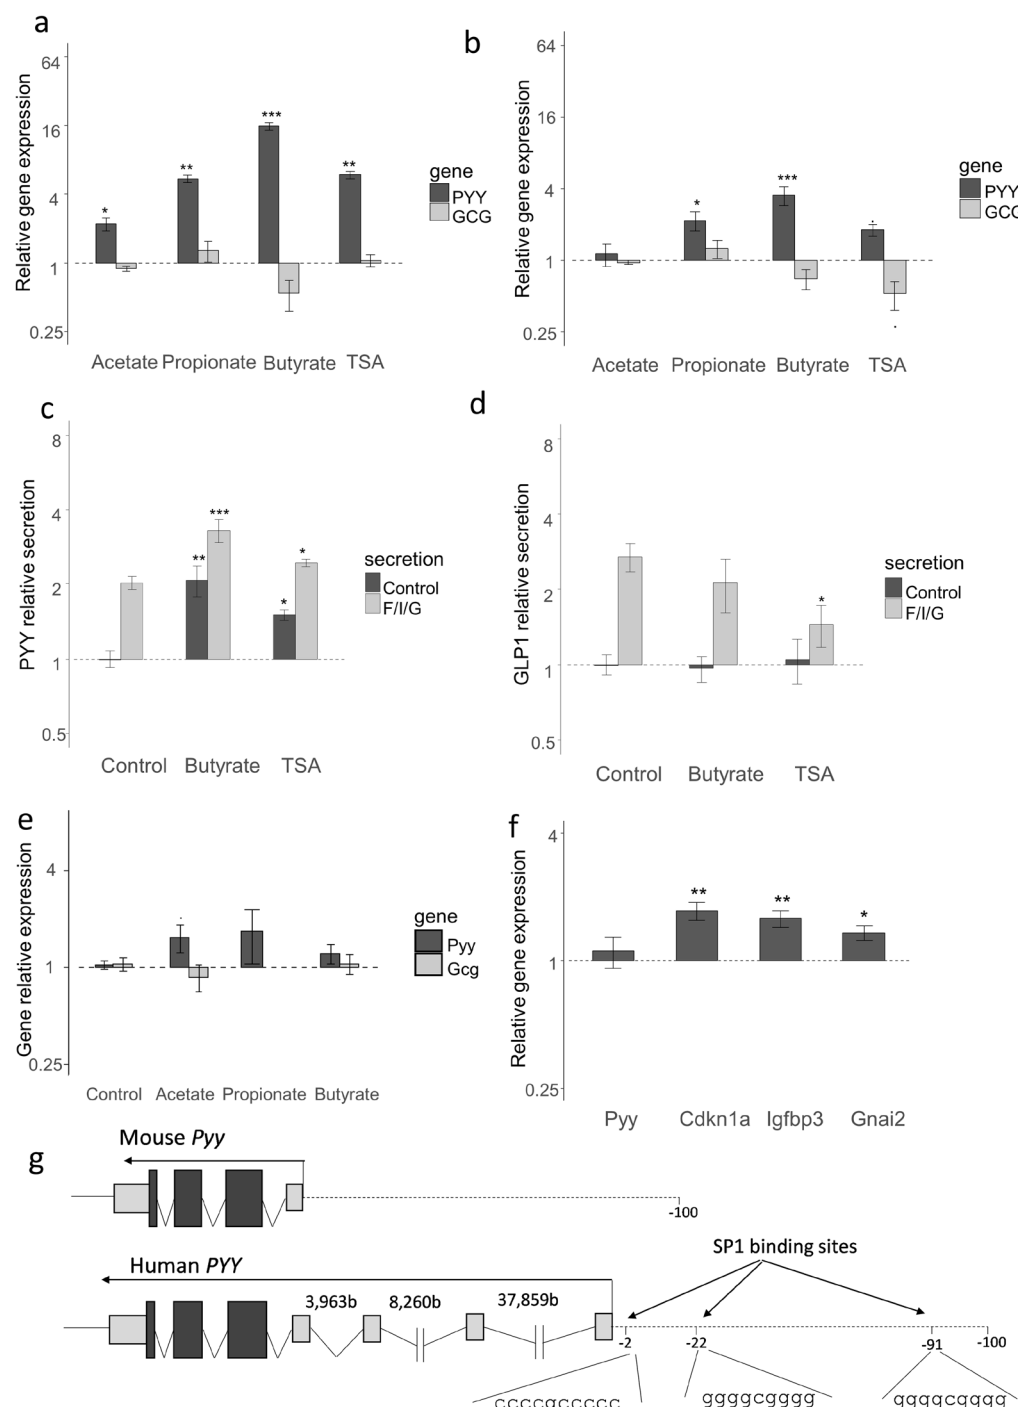 a
Relative gene expression
64
16
4
1
0.25
*
**
***
**
gene
PYY
GCG
Acetate Propionate Butyrate TSA
b
Relative gene expression
64
16
4
1
0.25
*
***
.
.
gene
PYY
GCG
Acetate Propionate Butyrate TSA
c
PYY relative secretion
8
4
2
1
0.5
**
***
*
*
secretion
Control
F/I/G
Control Butyrate TSA
d
GLP1 relative secretion
8
4
2
1
0.5
*
secretion
Control
F/I/G
Control Butyrate TSA
e
Gene relative expression
4
1
0.25
.
gene
Pyy
Gcg
Control Acetate Propionate Butyrate
f
Relative gene expression
4
1
0.25
**
**
*
Pyy Cdkn1a Igfbp3 Gnai2
g
Mouse Pyy
-100
SP1 binding sites
Human PYY
3,963b 8,260b 37,859b
-2 -22 -91 -100
ccccgccccc ggggcgggg ggggcgggg